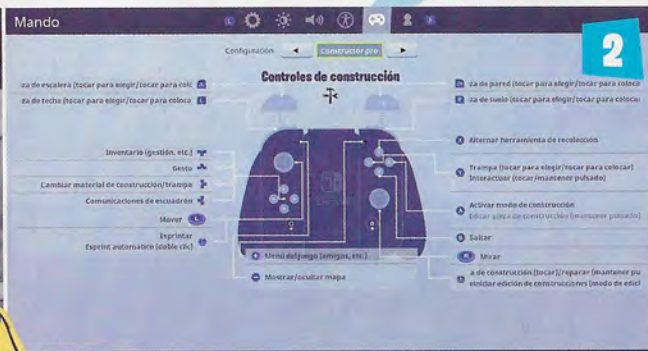 Mando
2
Configuración
Constructor pro
Controles de construcción
za de escalera (tocar para elegir/tocar para colc
za de techo (tocar para elegir/tocar para coloca
L
za de pared (tocar para elegir/tocar para coloca
za de suelo (tocar para elegir/tocar para colocar
Inventario (gestión, etc.)
Gesto
Cambiar material de construcción/trampa
Comunicaciones de escuadrón
Mover L
Esprintar
Esprint automático (doble clic)
X Alternar herramienta de recolección
Y Trampa (tocar para elegir/tocar para colocar)
Interactuar (tocar/mantener pulsado)
A Activar modo de construcción
Editar pieza de construcción (mantener pulsado)
B Saltar
R Mirar
a de construcción (tocar)/reparar (mantener pu
einiciar edición de construcciones (modo de edici
Menú del juego (amigos, etc.)
Mostrar/ocultar mapa